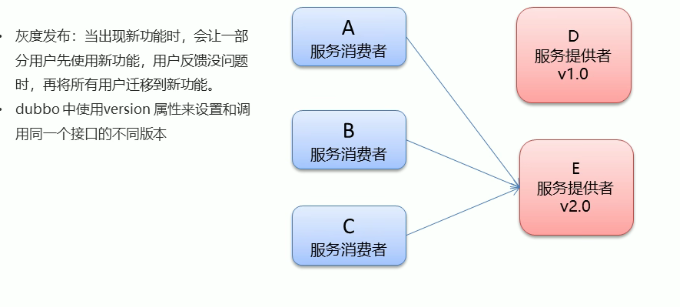 灰度发布：当出现新功能时，会让一部
分用户先使用新功能，用户反馈没问题
时，再将所有用户迁移到新功能。
dubbo 中使用version 属性来设置和调
用同一个接口的不同版本
A
服务消费者
B
服务消费者
C
服务消费者
D
服务提供者
v1.0
E
服务提供者
v2.0